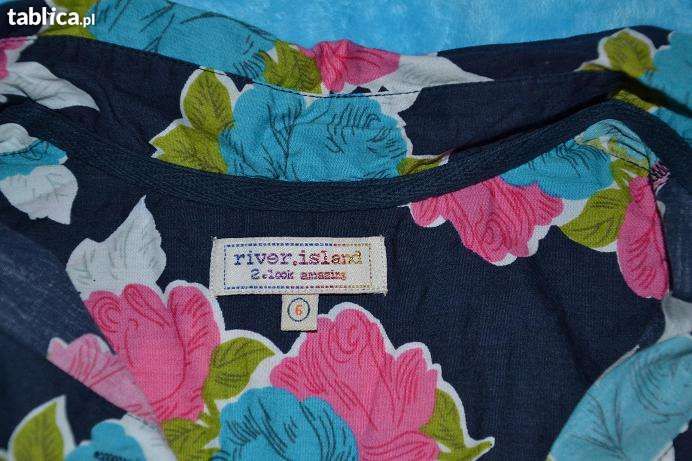 tablica.pl
river.island
2.look amazing
6